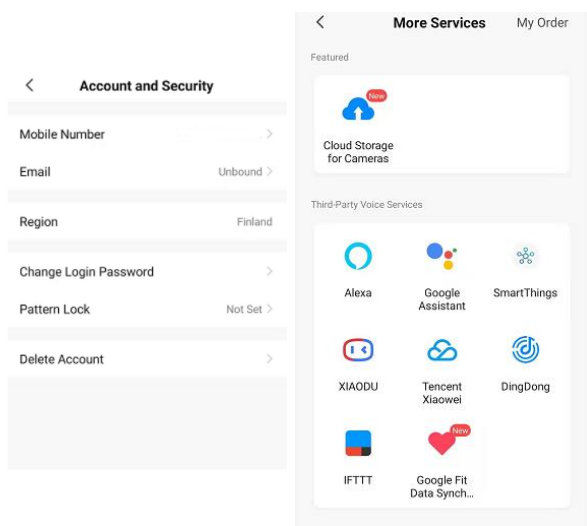 Account and Security
Mobile Number
Email Unbound
Region Finland
Change Login Password
Pattern Lock Not Set
Delete Account
More Services My Order
Featured
New
Cloud Storage
for Cameras
Third-Party Voice Services
Alexa
Google
Assistant
SmartThings
XIAODU
Tencent
Xiaowei
DingDong
IFTTT
New
Google Fit
Data Synch...